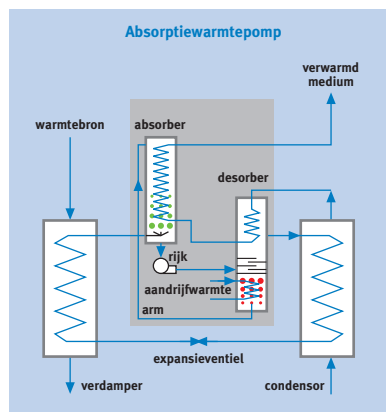 Absorptiewarmtepomp
verwarmd
medium
warmtebron
absorber
desorber
rijk
aandrijfwarmte
arm
expansieventiel
verdamper
condensor